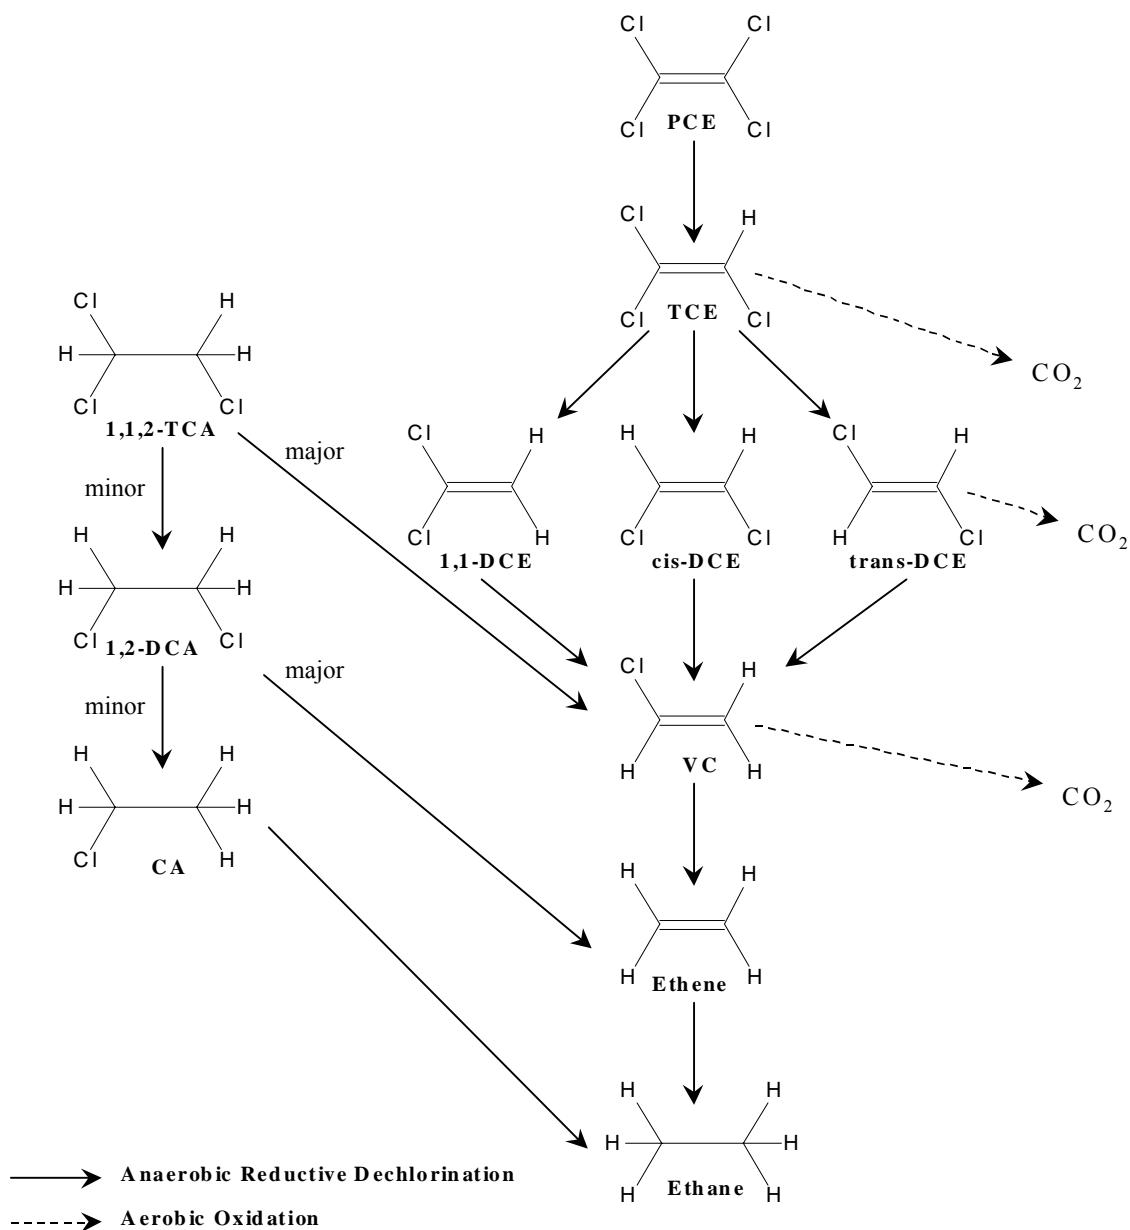 Cl Cl
Cl Cl
PCE
Cl H
Cl Cl
TCE
CO₂
Cl H
H H
Cl Cl
1,1,2-TCA
major
minor
Cl H
Cl H
1,1-DCE
H H
Cl Cl
cis-DCE
Cl H
H Cl
trans-DCE
CO₂
H H
H H
Cl Cl
1,2-DCA
major
minor
Cl H
H H
VC
CO₂
H H
H H
Cl H
CA
H H
H H
Ethene
H H
H H
H H
Ethane
Anaerobic Reductive Dechlorination
Aerobic Oxidation